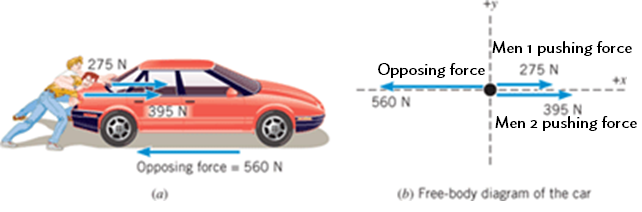 275 N
395 N
Opposing force = 560 N
(a)
+y
Men 1 pushing force
Opposing force
275 N
+x
560 N
395 N
Men 2 pushing force
(b) Free-body diagram of the car